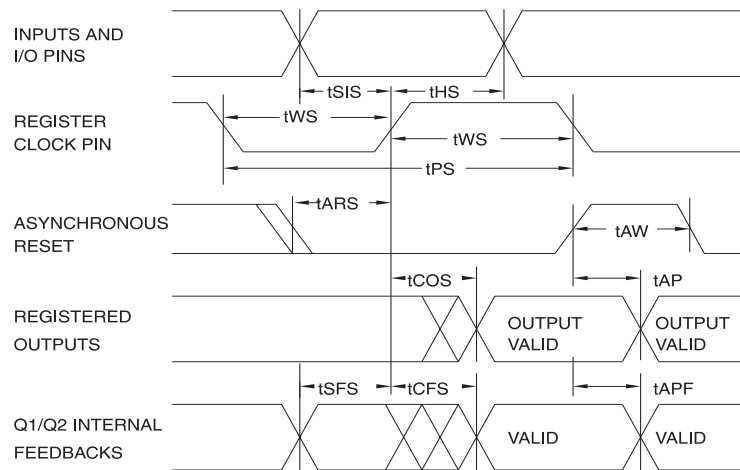 INPUTS AND
I/O PINS
tSIS
tHS
REGISTER
CLOCK PIN
tWS
tWS
tPS
ASYNCHRONOUS
RESET
tARS
tAW
tCOS
tAP
REGISTERED
OUTPUTS
OUTPUT
VALID
OUTPUT
VALID
tSFS
tCFS
tAPF
Q1/Q2 INTERNAL
FEEDBACKS
VALID
VALID